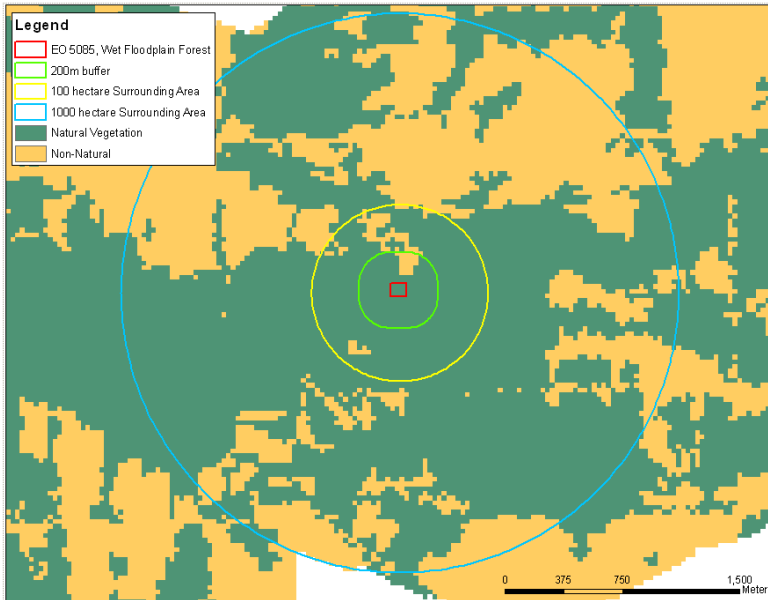 Legend
EO 5085, Wet Floodplain Forest
200m buffer
100 hectare Surrounding Area
1000 hectare Surrounding Area
Natural Vegetation
Non-Natural
0 375 750 1,500
Meter